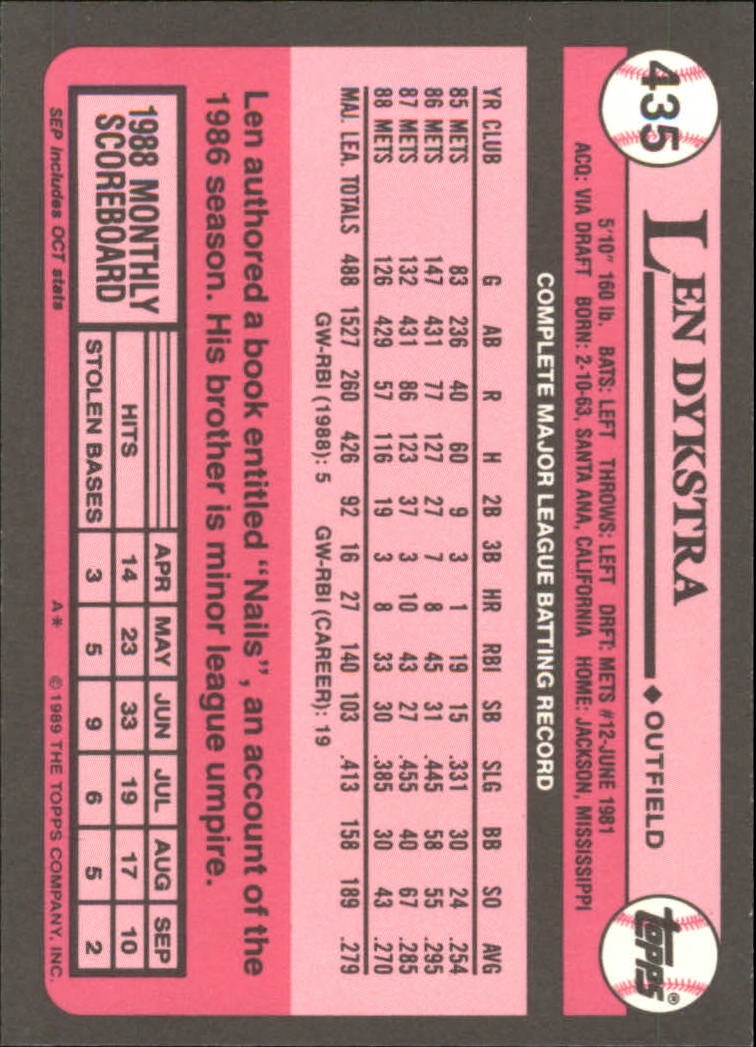 435
LEN DYKSTRA ◆ OUTFIELD
topps®
5'10" 160 lb. BATS: LEFT THROWS: LEFT DRFT: METS #12-JUNE 1981
ACQ: VIA DRAFT BORN: 2-10-63, SANTA ANA, CALIFORNIA HOME: JACKSON, MISSISSIPPI
COMPLETE MAJOR LEAGUE BATTING RECORD
YR CLUB G AB R H 2B 3B HR RBI SB SLG BB SO AVG
85 METS 83 236 40 60 9 3 1 19 15 .331 30 24 .254
86 METS 147 431 77 127 27 7 8 45 31 .445 58 55 .295
87 METS 132 431 86 123 37 3 10 43 27 .455 40 67 .285
88 METS 126 429 57 116 19 3 8 33 30 .385 30 43 .270
MAJ. LEA. TOTALS 488 1527 260 426 92 16 27 140 103 .413 158 189 .279
GW-RBI (1988): 5 GW-RBI (CAREER): 19
Len authored a book entitled "Nails", an account of the
1986 season. His brother is minor league umpire.
1988 MONTHLY
SCOREBOARD
APR MAY JUN JUL AUG SEP
HITS 14 23 33 19 17 10
STOLEN BASES 3 5 9 6 5 2
SEP includes OCT stats A* © 1989 THE TOPPS COMPANY, INC.